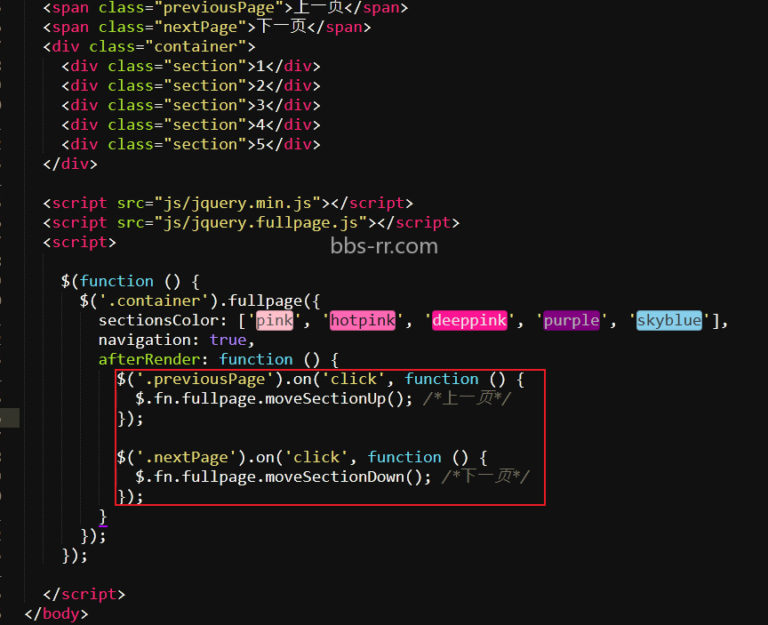 <span class="previousPage">上一页</span>
<span class="nextPage">下一页</span>
<div class="container">
<div class="section">1</div>
<div class="section">2</div>
<div class="section">3</div>
<div class="section">4</div>
<div class="section">5</div>
</div>
<script src="js/jquery.min.js"></script>
<script src="js/jquery.fullpage.js"></script>
<script>
bbs-rr.com
$(function () {
$('.container').fullpage({
sectionsColor: ['pink', 'hotpink', 'deeppink', 'purple', 'skyblue'],
navigation: true,
afterRender: function () {
$('.previousPage').on('click', function () {
$.fn.fullpage.moveSectionUp(); /*上一页*/
});
$('.nextPage').on('click', function () {
$.fn.fullpage.moveSectionDown(); /*下一页*/
});
}
});
});
</script>
</body>